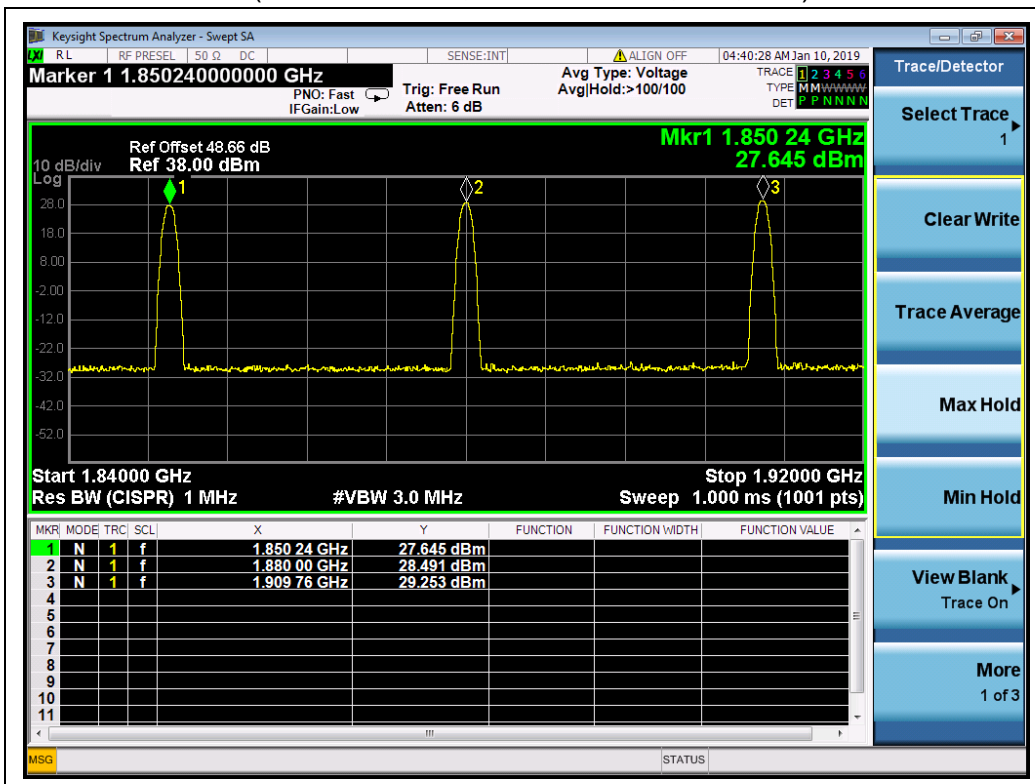 Keysight Spectrum Analyzer - Swept SA
LXI RL RF PRESEL 50 Ω DC SENSE:INT ALIGN OFF 04:40:28 AM Jan 10, 2019
Marker 1 1.850240000000 GHz
PNO: Fast
IFGain:Low
Trig: Free Run
Atten: 6 dB
Avg Type: Voltage
Avg|Hold:>100/100
TRACE 1 2 3 4 5 6
TYPE M M W W W W
DET P P N N N N
Mkr1 1.850 24 GHz
27.645 dBm
Ref Offset 48.66 dB
10 dB/div Ref 38.00 dBm
Log
1
2
3
28.0
18.0
8.00
-2.00
-12.0
-22.0
-32.0
-42.0
-52.0
Start 1.84000 GHz Stop 1.92000 GHz
Res BW (CISPR) 1 MHz #VBW 3.0 MHz Sweep 1.000 ms (1001 pts)
MKR MODE TRC SCL X Y FUNCTION FUNCTION WIDTH FUNCTION VALUE
1 N 1 f 1.850 24 GHz 27.645 dBm
2 N 1 f 1.880 00 GHz 28.491 dBm
3 N 1 f 1.909 76 GHz 29.253 dBm
4
5
6
7
8
9
10
11
MSG STATUS
Trace/Detector
Select Trace
1
Clear Write
Trace Average
Max Hold
Min Hold
View Blank
Trace On
More
1 of 3